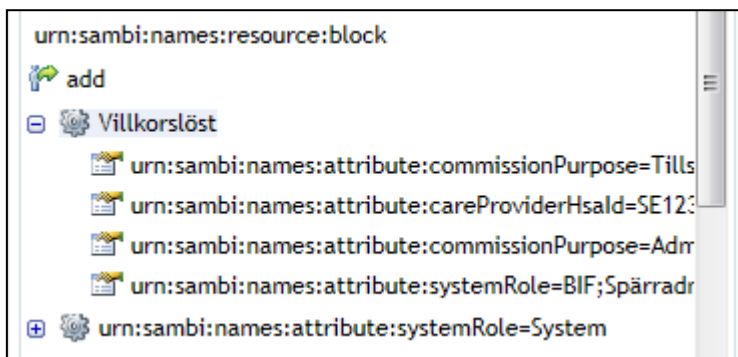 urn:sambi:names:resource:block
add
Villkorslöst
urn:sambi:names:attribute:commissionPurpose=Tills
urn:sambi:names:attribute:careProviderHsaId=SE123
urn:sambi:names:attribute:commissionPurpose=Adm
urn:sambi:names:attribute:systemRole=BIF;Spärradr
urn:sambi:names:attribute:systemRole=System